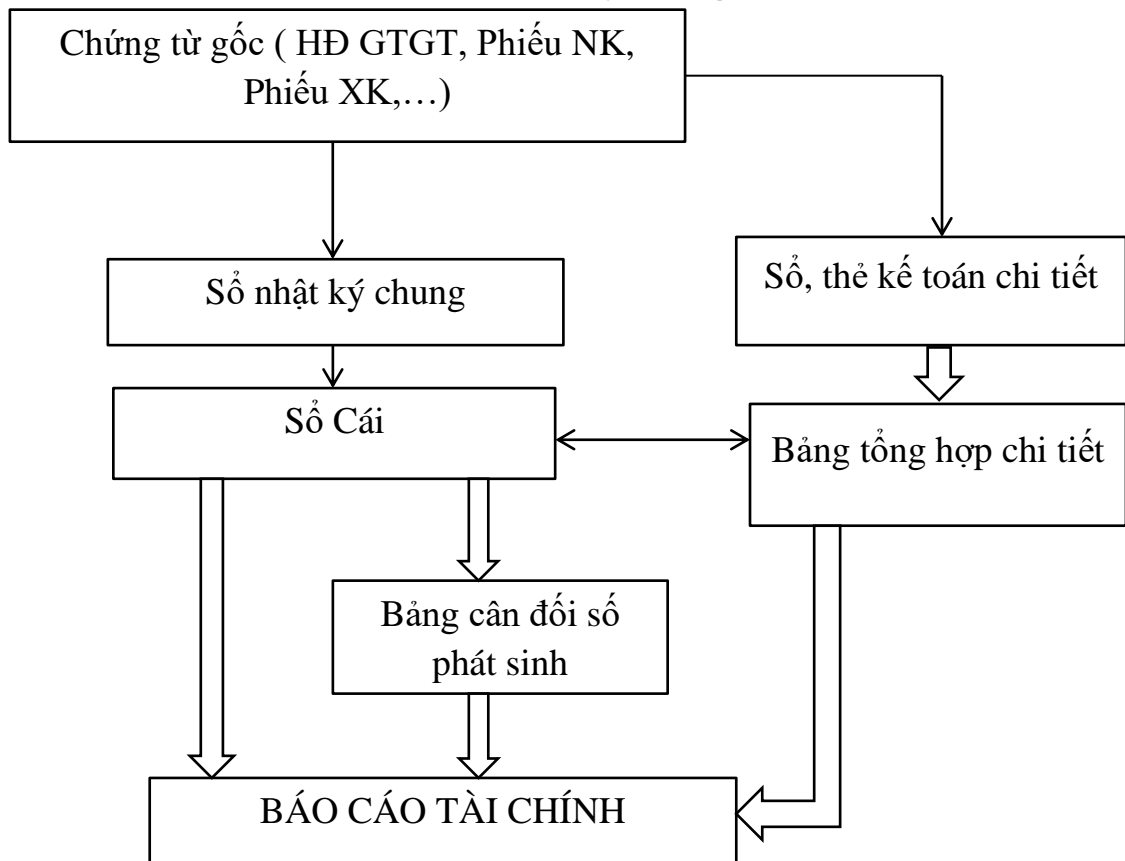 Chứng từ gốc ( HĐ GTGT, Phiếu NK,
Phiếu XK,…)
Sổ nhật ký chung
Sổ, thẻ kế toán chi tiết
Sổ Cái
Bảng tổng hợp chi tiết
Bảng cân đối số
phát sinh
BÁO CÁO TÀI CHÍNH